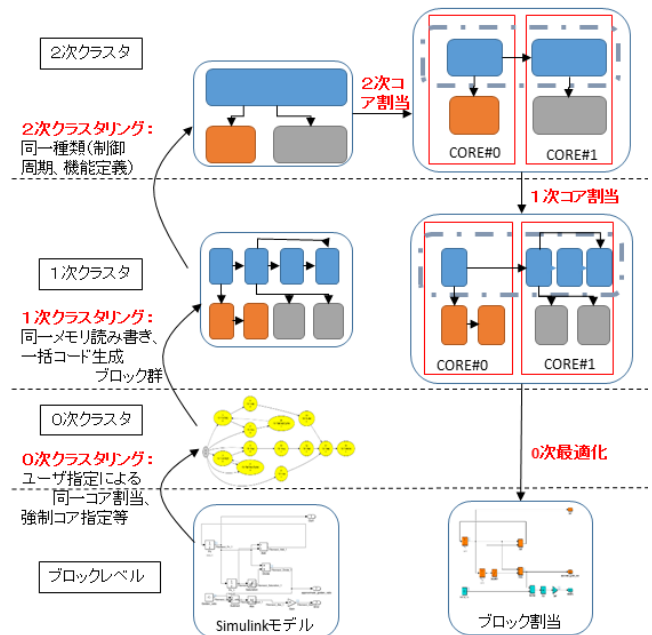 2次クラスタ
2次クラスタリング:
同一種類(制御
周期、機能定義)
2次コ
ア割当
CORE#0
CORE#1
1次コア割当
1次クラスタ
1次クラスタリング:
同一メモリ読み書き、
一括コード生成
ブロック群
CORE#0
CORE#1
0次クラスタ
0次クラスタリング:
ユーザ指定による
同一コア割当、
強制コア指定等
0次最適化
ブロックレベル
Simulinkモデル
ブロック割当